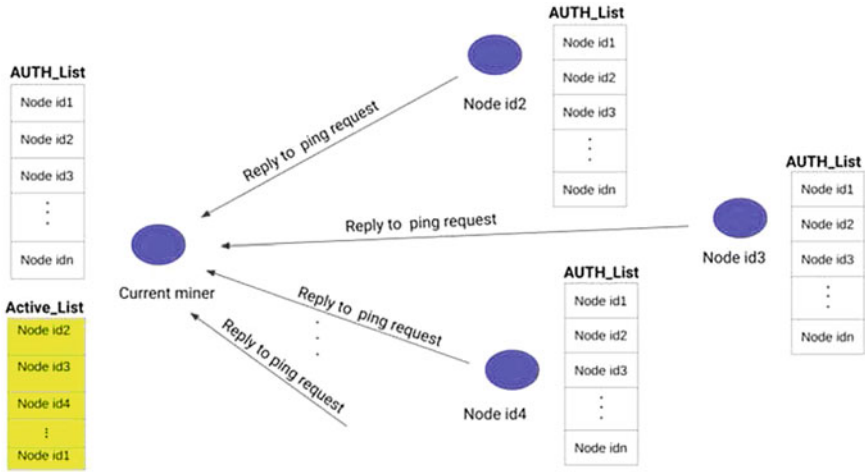 AUTH_List
Node id1
Node id2
Node id3
⋮
Node idn
Current miner
Active_List
Node id2
Node id3
Node id4
⋮
Node id1
Reply to ping request
Reply to ping request
Reply to ping request
⋮
Reply to ping request
Node id2
AUTH_List
Node id1
Node id2
Node id3
⋮
Node idn
Node id3
AUTH_List
Node id1
Node id2
Node id3
⋮
Node idn
Node id4
AUTH_List
Node id1
Node id2
Node id3
⋮
Node idn